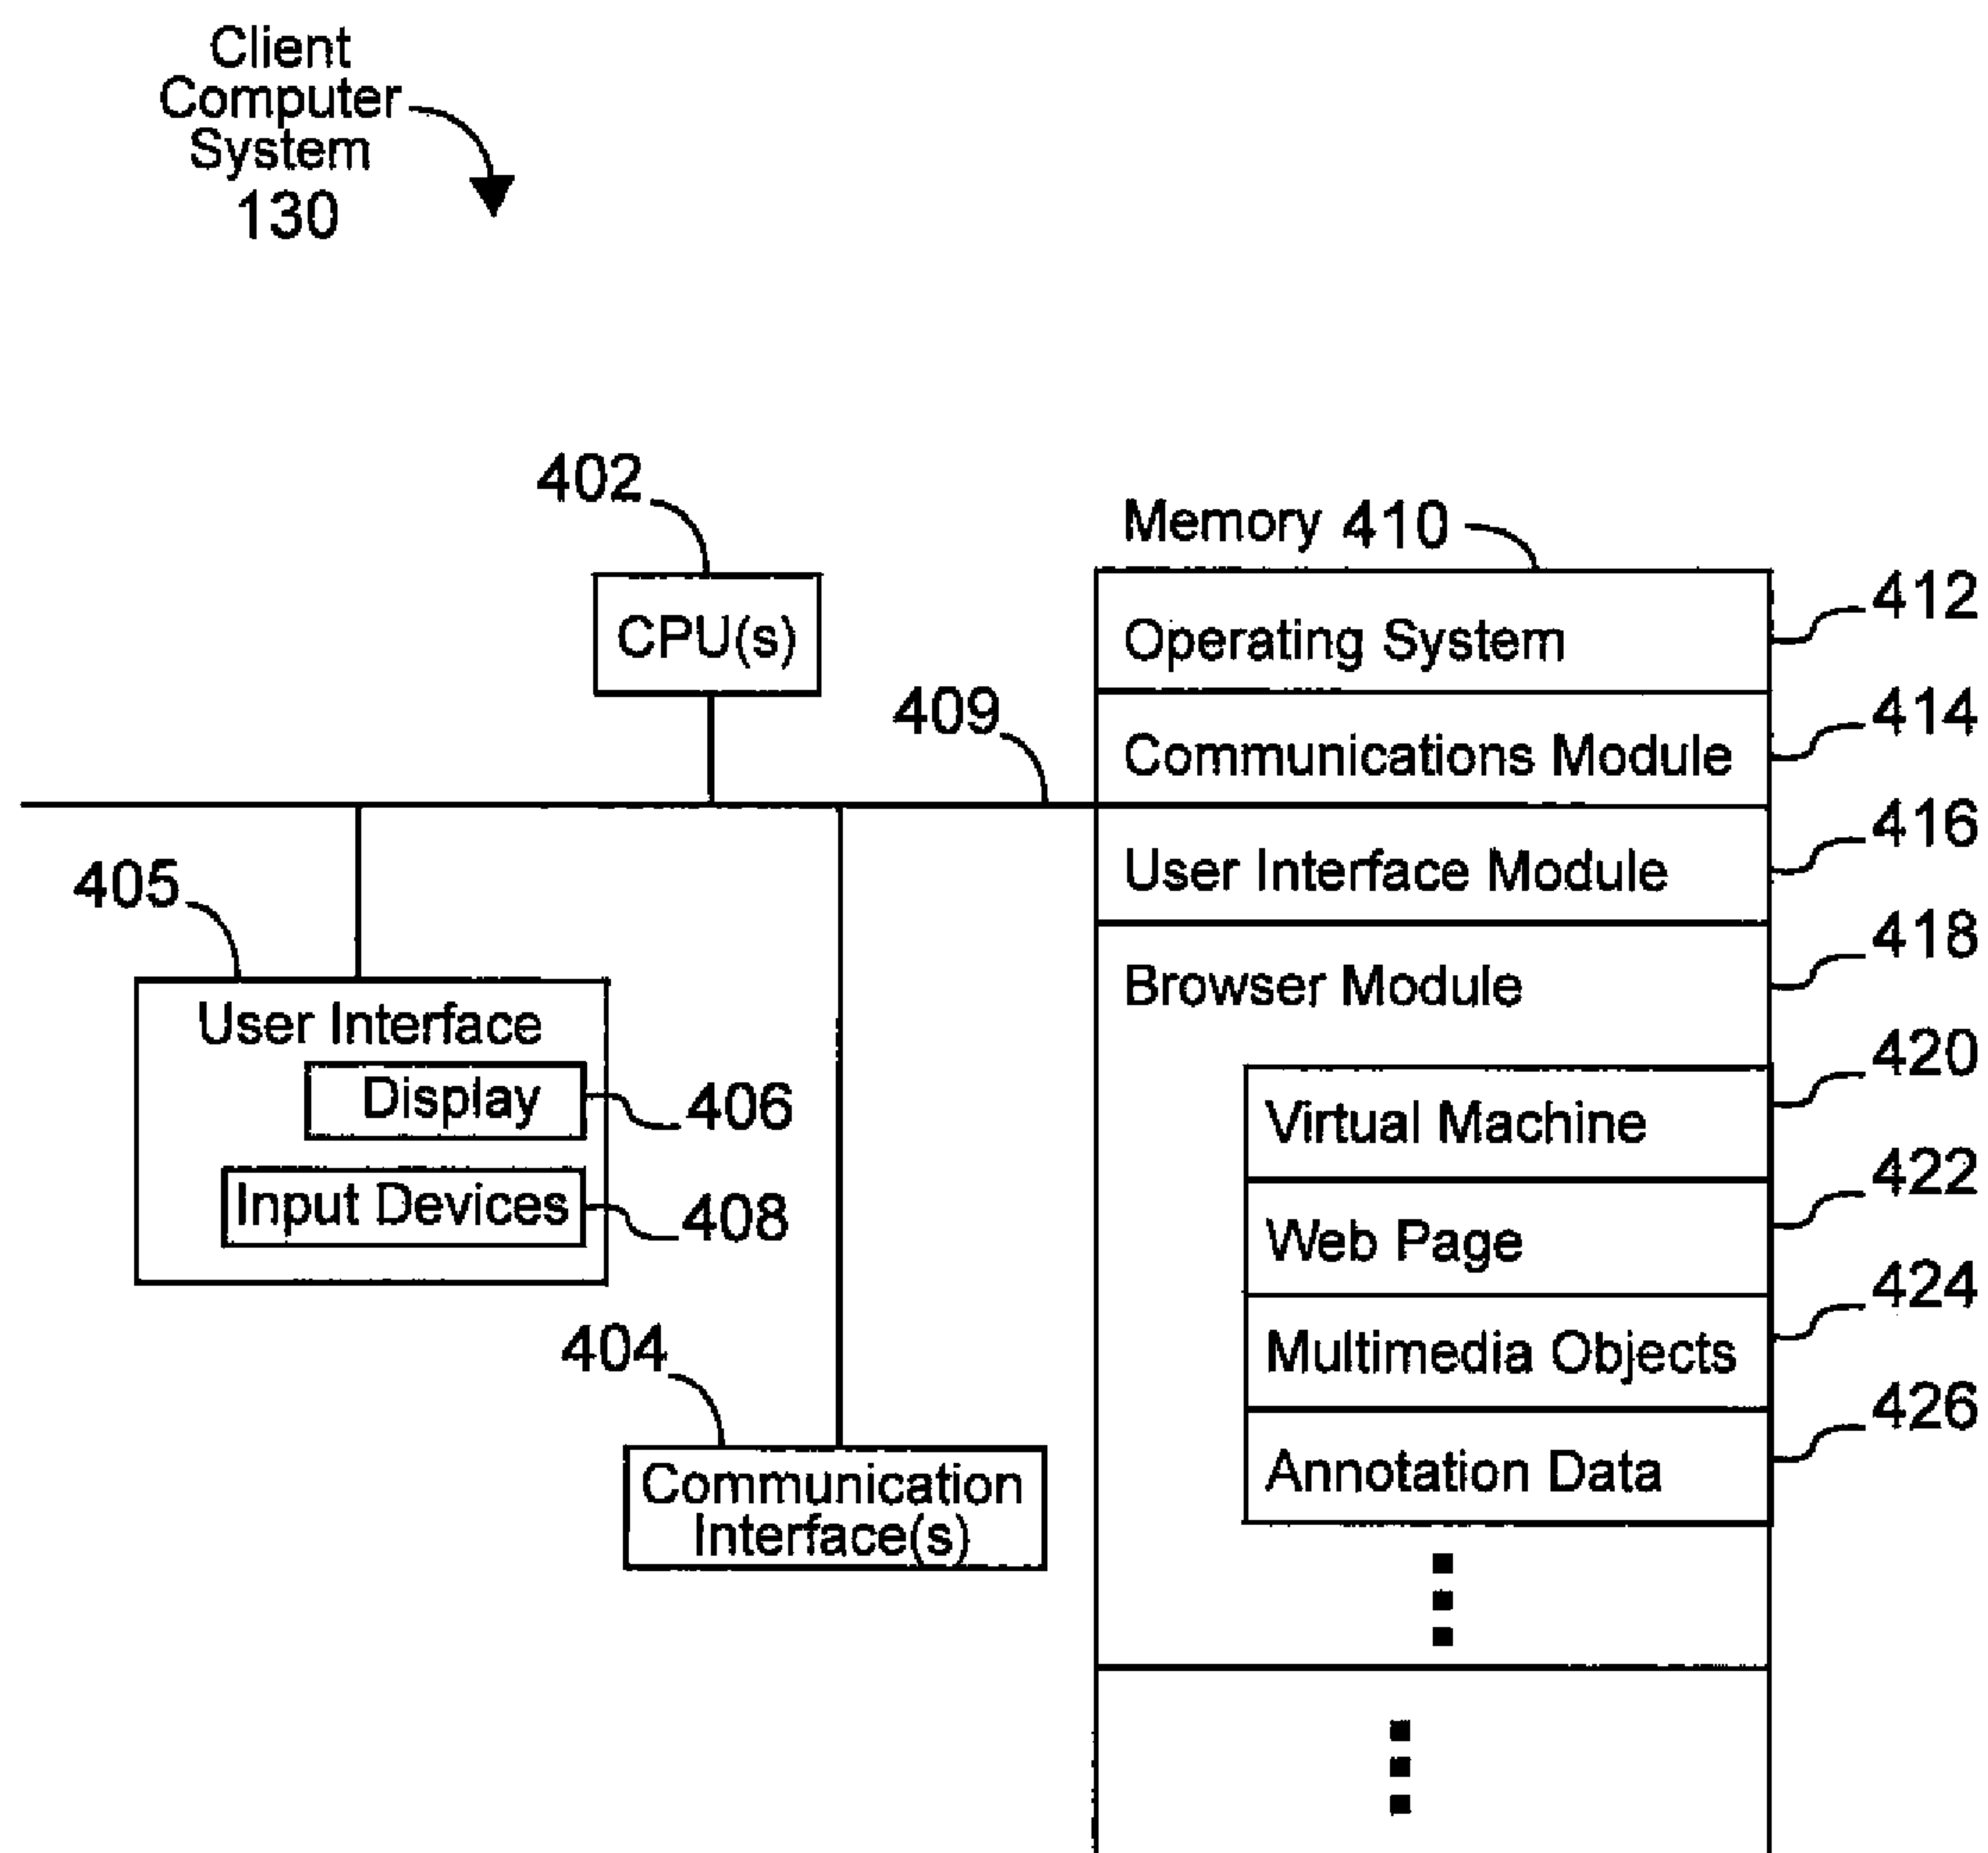 Client
Computer
System
130
402
CPU(s)
409
405
User Interface
Display
406
Input Devices
408
404
Communication
Interface(s)
Memory 410
Operating System
412
Communications Module
414
User Interface Module
416
Browser Module
418
Virtual Machine
420
Web Page
422
Multimedia Objects
424
Annotation Data
426